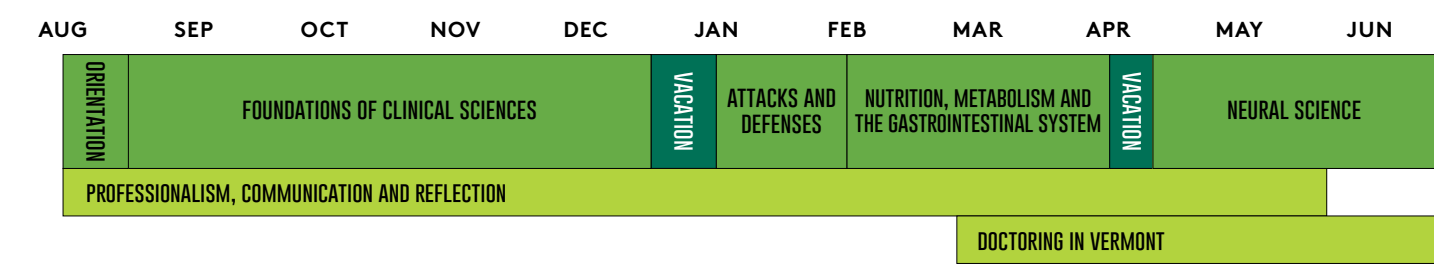 AUG SEP OCT NOV DEC JAN FEB MAR APR MAY JUN
ORIENTATION
FOUNDATIONS OF CLINICAL SCIENCES
VACATION
ATTACKS AND
DEFENSES
NUTRITION, METABOLISM AND
THE GASTROINTESTINAL SYSTEM
VACATION
NEURAL SCIENCE
PROFESSIONALISM, COMMUNICATION AND REFLECTION
DOCTORING IN VERMONT